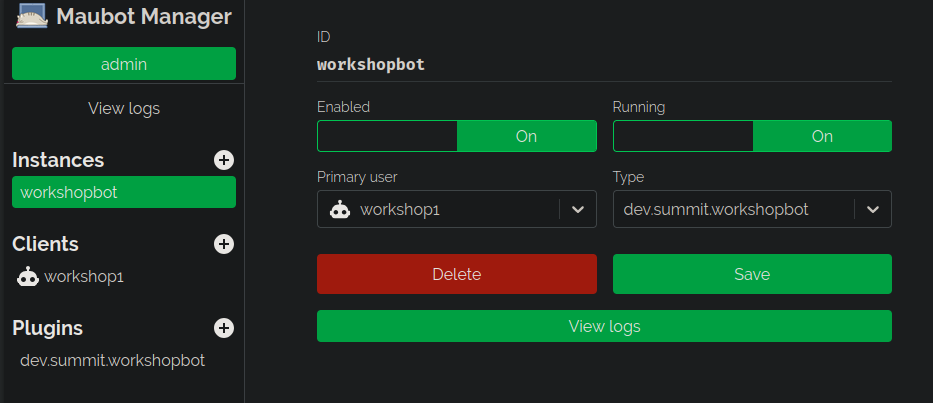 Maubot Manager
admin
View logs
Instances
workshopbot
Clients
workshop1
Plugins
dev.summit.workshopbot
ID
workshopbot
Enabled
Running
On
On
Primary user
Type
workshop1
dev.summit.workshopbot
Delete
Save
View logs